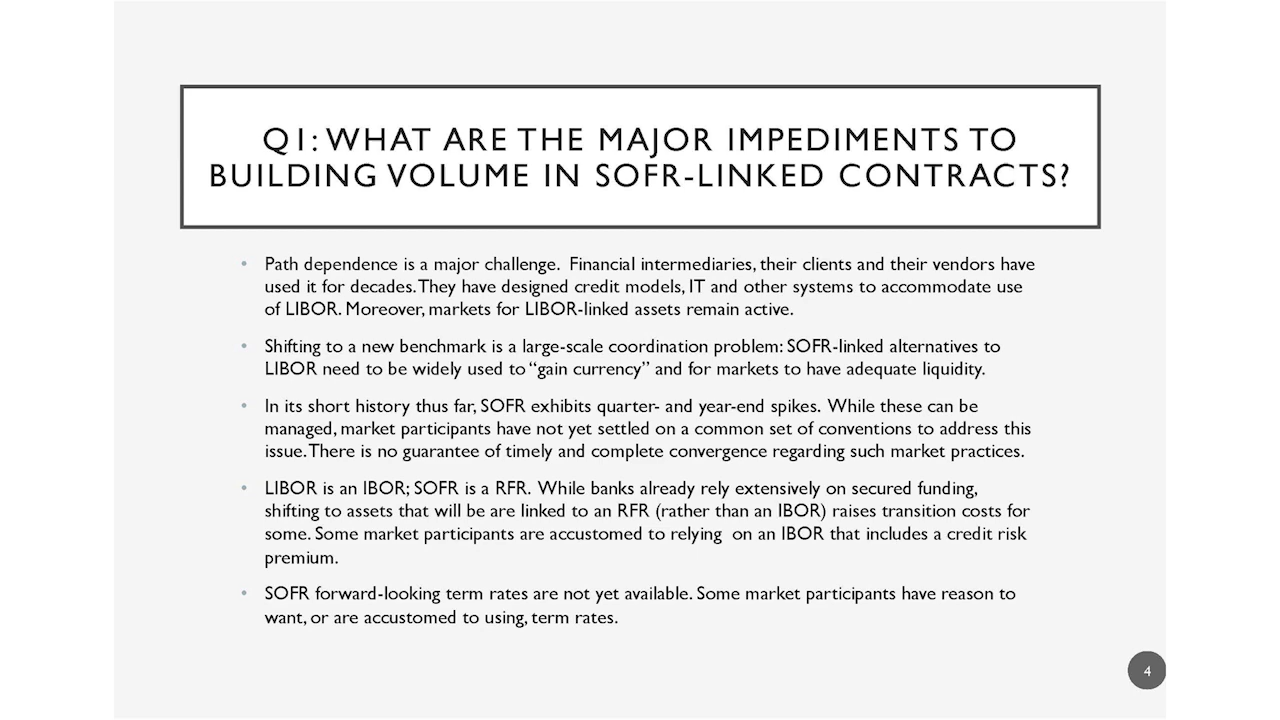 Q1: WHAT ARE THE MAJOR IMPEDIMENTS TO
BUILDING VOLUME IN SOFR-LINKED CONTRACTS?
• Path dependence is a major challenge. Financial intermediaries, their clients and their vendors have
used it for decades. They have designed credit models, IT and other systems to accommodate use
of LIBOR. Moreover, markets for LIBOR-linked assets remain active.
• Shifting to a new benchmark is a large-scale coordination problem: SOFR-linked alternatives to
LIBOR need to be widely used to “gain currency” and for markets to have adequate liquidity.
• In its short history thus far, SOFR exhibits quarter- and year-end spikes. While these can be
managed, market participants have not yet settled on a common set of conventions to address this
issue. There is no guarantee of timely and complete convergence regarding such market practices.
• LIBOR is an IBOR; SOFR is a RFR. While banks already rely extensively on secured funding,
shifting to assets that will be are linked to an RFR (rather than an IBOR) raises transition costs for
some. Some market participants are accustomed to relying on an IBOR that includes a credit risk
premium.
• SOFR forward-looking term rates are not yet available. Some market participants have reason to
want, or are accustomed to using, term rates.
4